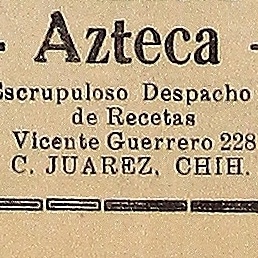 - Azteca -
Escrupuloso Despacho
de Recetas
Vicente Guerrero 228
C. JUAREZ, CHIH.